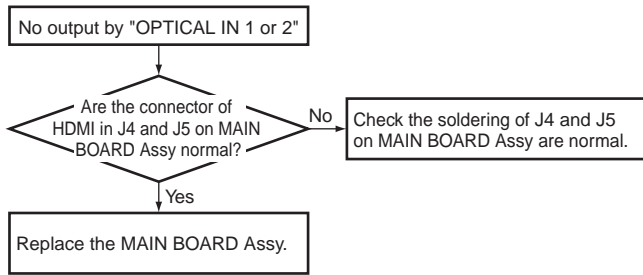 No output by "OPTICAL IN 1 or 2"
Are the connector of
HDMI in J4 and J5 on MAIN
BOARD Assy normal?
No
Check the soldering of J4 and J5
on MAIN BOARD Assy are normal.
Yes
Replace the MAIN BOARD Assy.